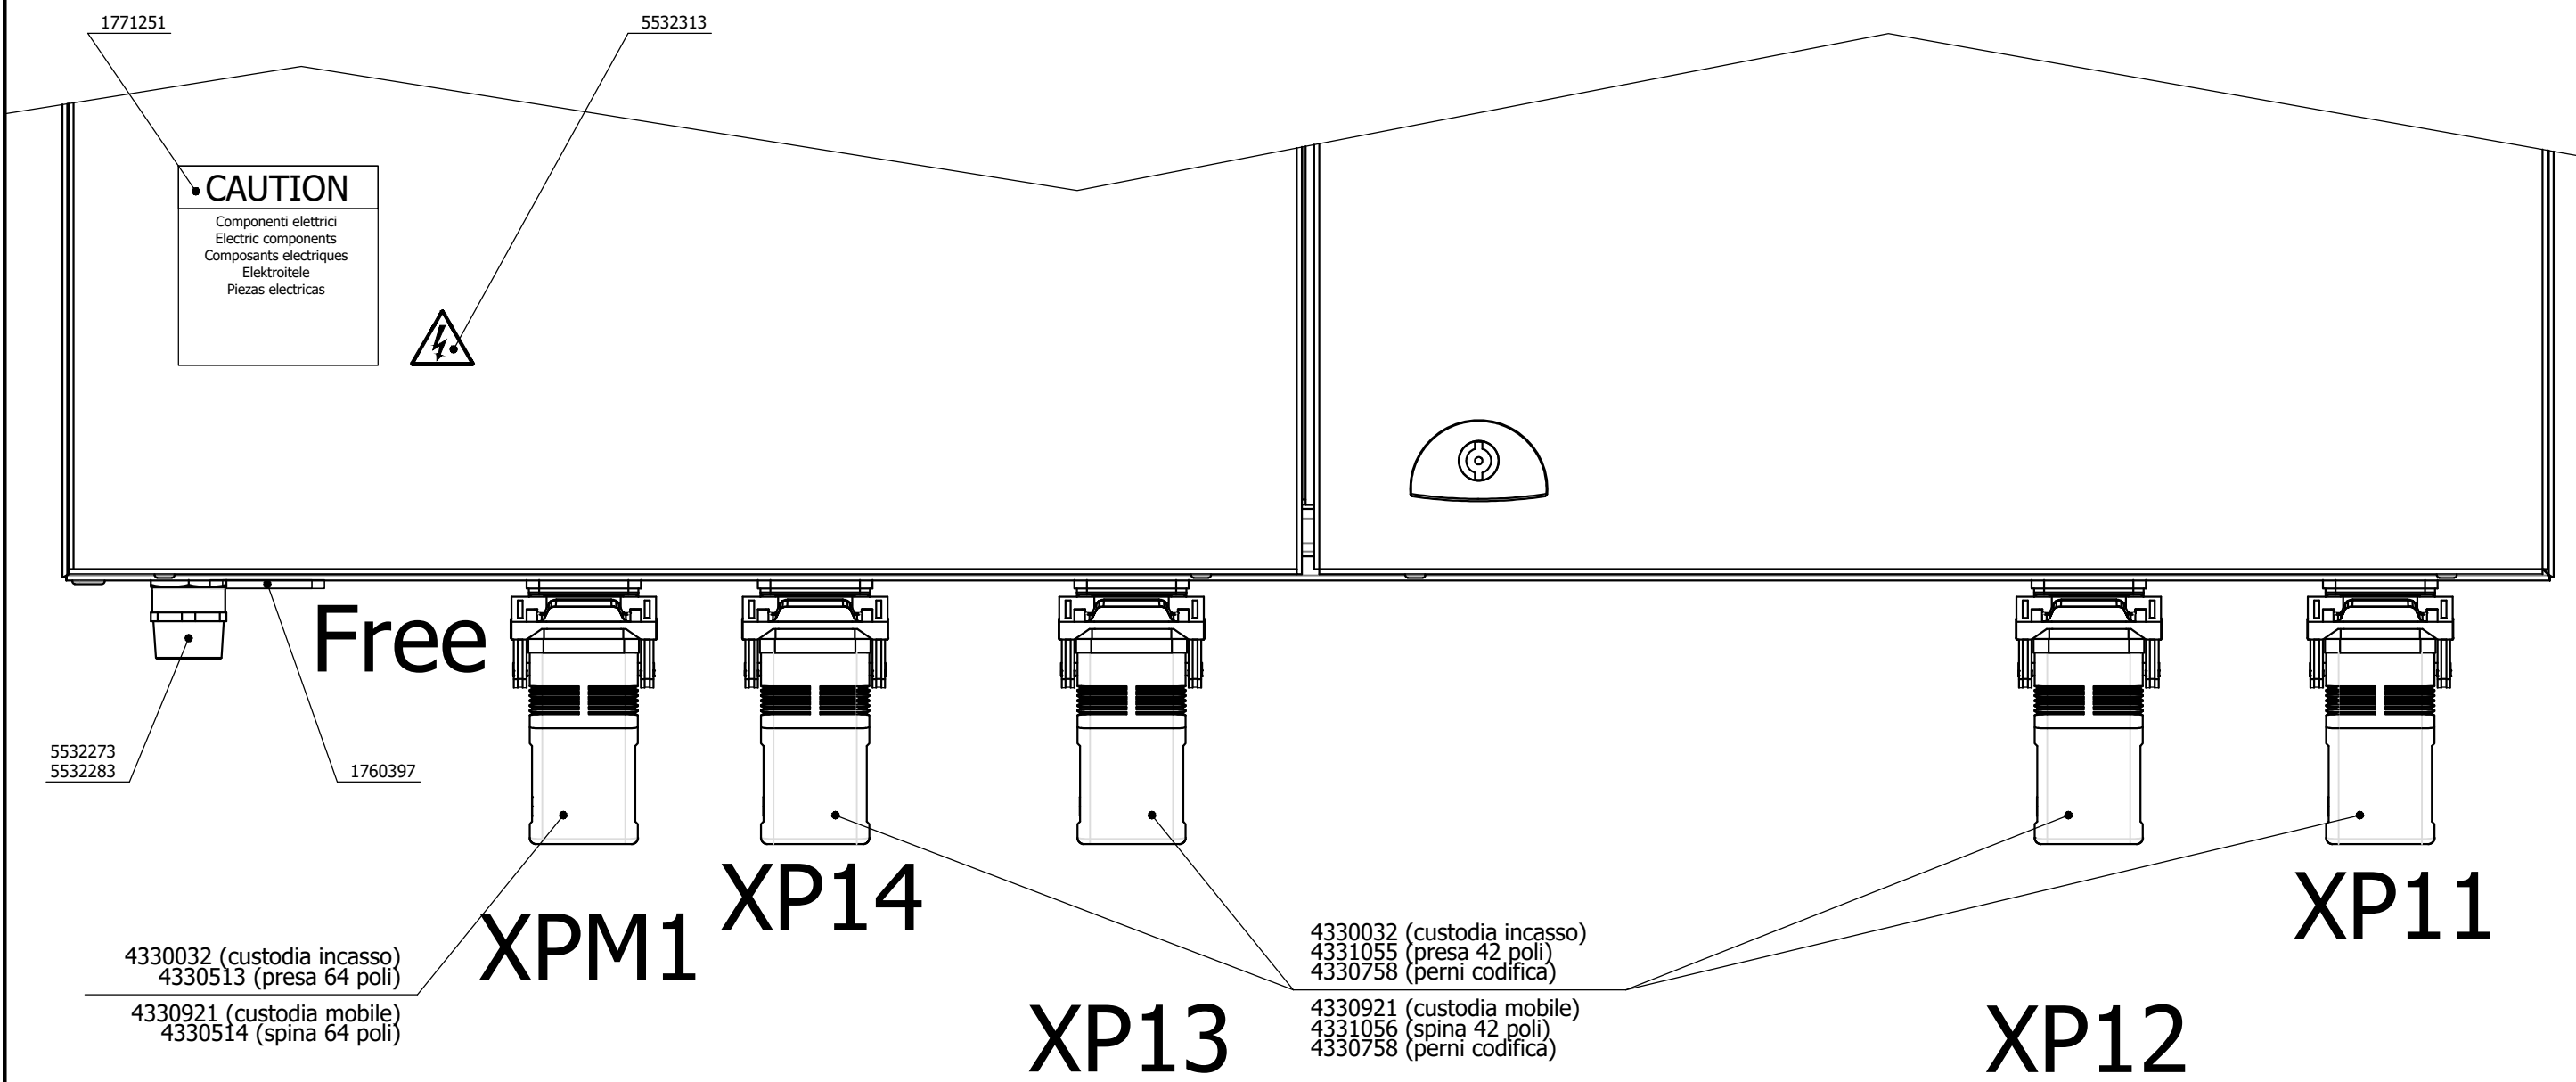 1771251
5532313
CAUTION
Componenti elettrici
Electric components
Composants electriques
Elektroitele
Piezas electricas
Free
5532273
5532283
1760397
XPM1
XP14
XP13
XP12
XP11
4330032 (custodia incasso)
4330513 (presa 64 poli)
4330921 (custodia mobile)
4330514 (spina 64 poli)
4330032 (custodia incasso)
4331055 (presa 42 poli)
4330758 (perni codifica)
4330921 (custodia mobile)
4331056 (spina 42 poli)
4330758 (perni codifica)